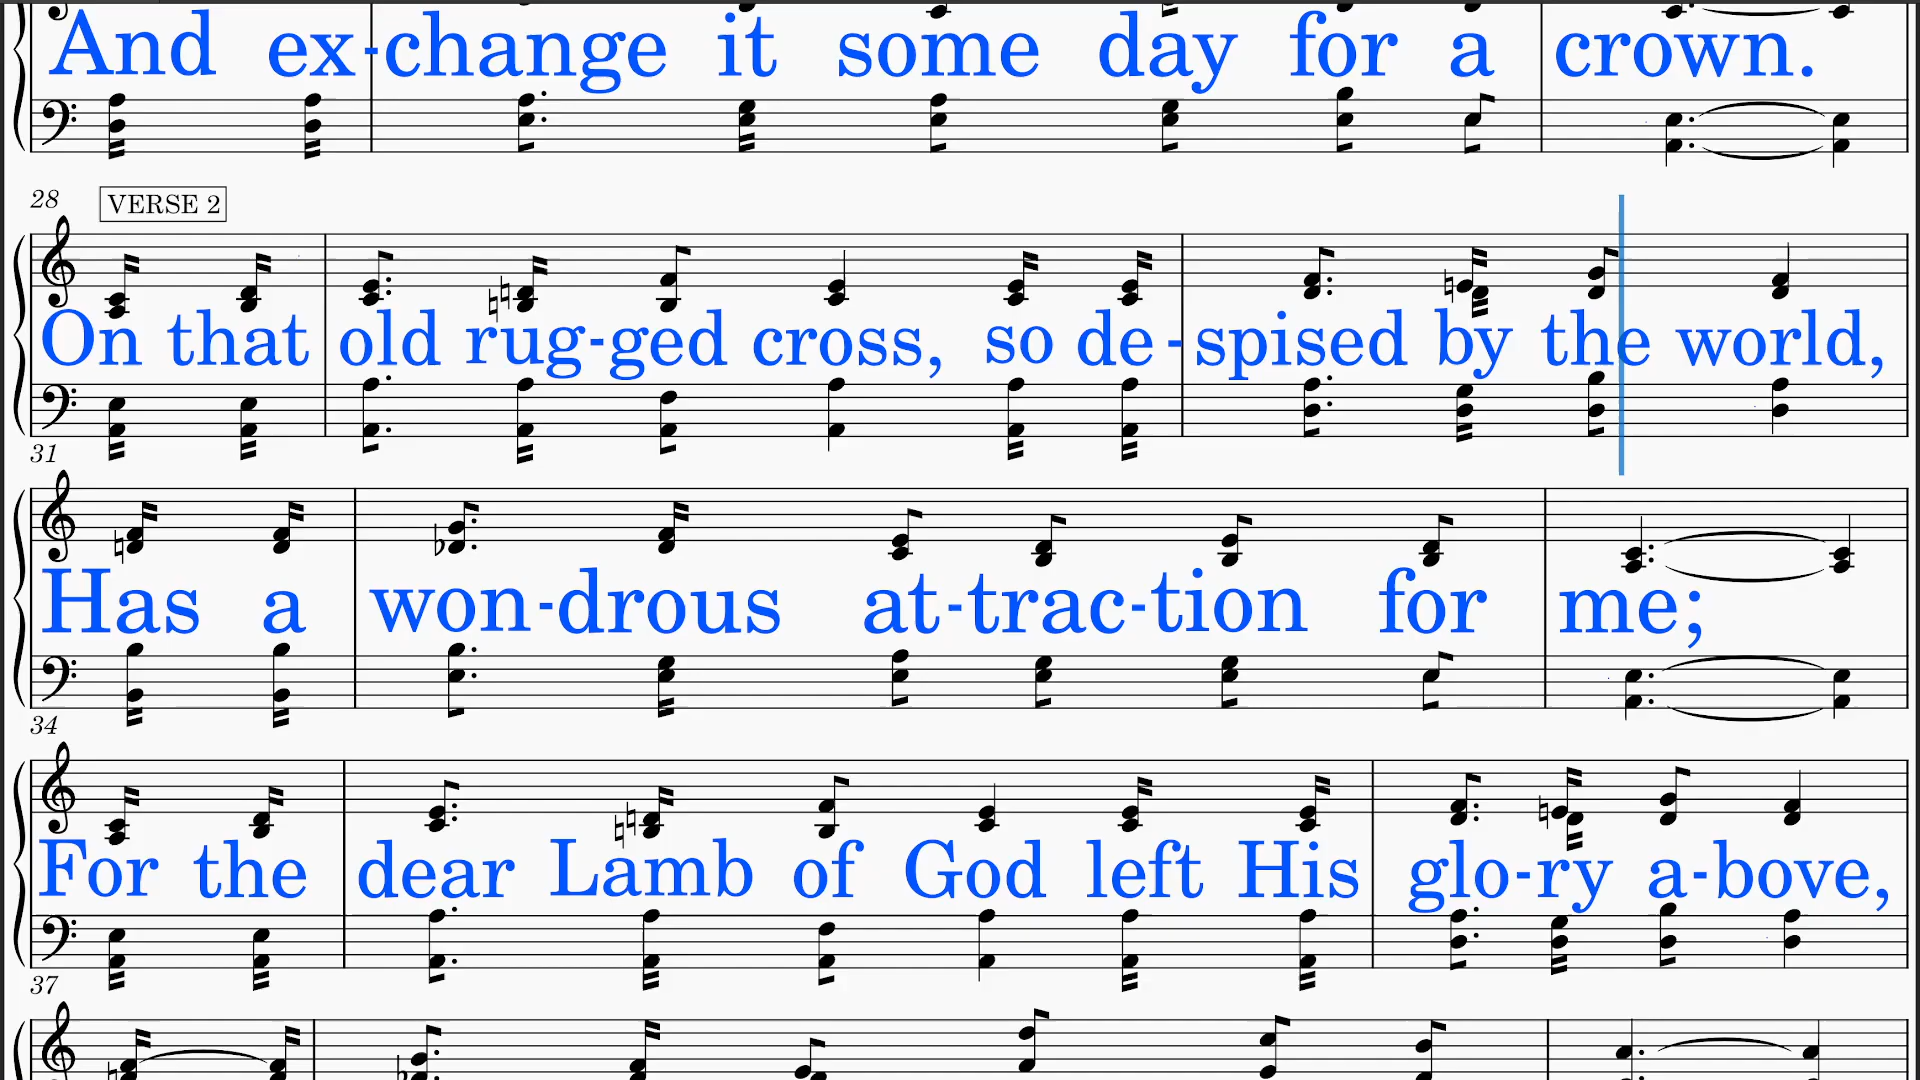 And ex-change it some day for a crown.
28 VERSE 2
On that old rug-ged cross, so de-spised by the world,
31
Has a won-drous at-trac-tion for me;
34
For the dear Lamb of God left His glo-ry a-bove,
37